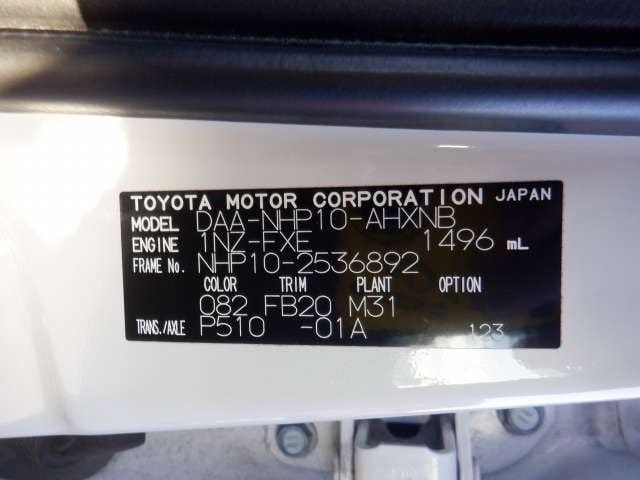 TOYOTA MOTOR CORPORATION JAPAN
MODEL DAA-NHP10-AHXNB
ENGINE 1NZ-FXE 1496 mL
FRAME No. NHP10-2536892
COLOR TRIM PLANT OPTION
082 FB20 M31
TRANS./AXLE P510 -01A 123